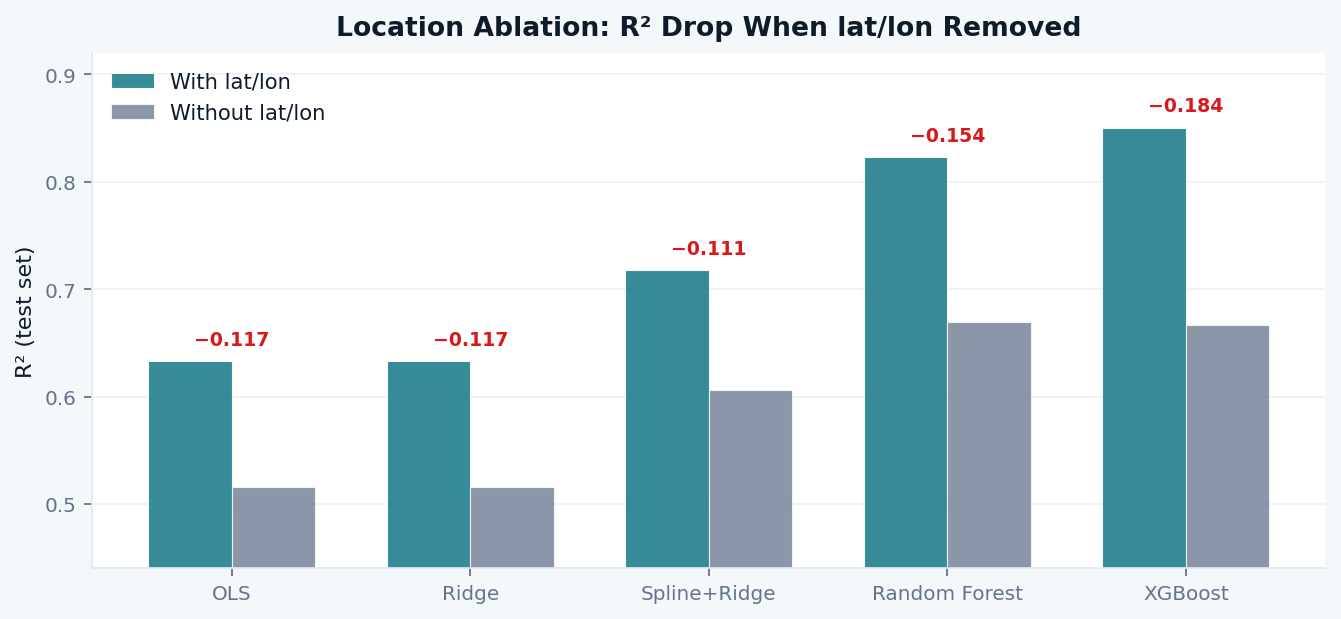 Location Ablation: R² Drop When lat/lon Removed
With lat/lon
Without lat/lon
R² (test set)
0.9
0.8
0.7
0.6
0.5
−0.117
−0.117
−0.111
−0.154
−0.184
OLS
Ridge
Spline+Ridge
Random Forest
XGBoost